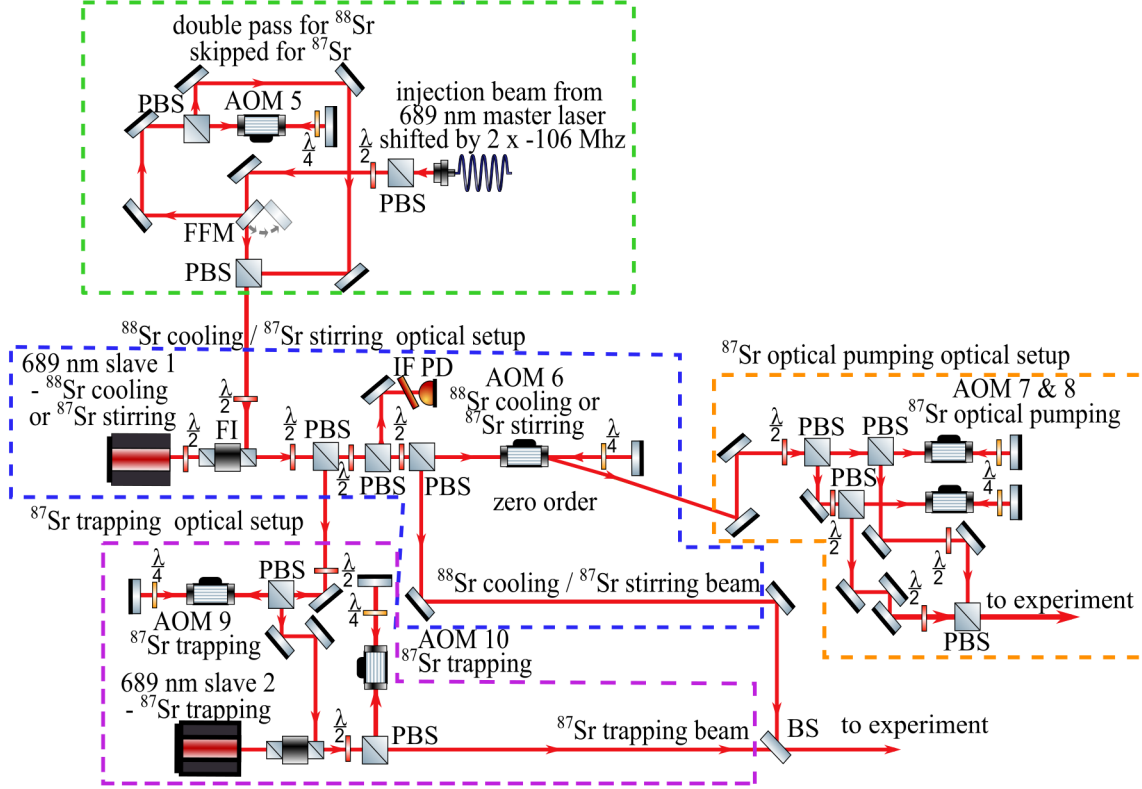 double pass for ⁸⁸Sr
skipped for ⁸⁷Sr
PBS
AOM 5
λ/4
injection beam from
689 nm master laser
shifted by 2 x -106 Mhz
λ/2
PBS
FFM
PBS
⁸⁸Sr cooling / ⁸⁷Sr stirring optical setup
689 nm slave 1
- ⁸⁸Sr cooling
or ⁸⁷Sr stirring
λ/2
λ/2
FI
λ/2
PBS
λ/2
IF PD
PBS
λ/2
PBS
AOM 6
⁸⁸Sr cooling or
⁸⁷Sr stirring
λ/4
zero order
⁸⁷Sr optical pumping optical setup
AOM 7 & 8
⁸⁷Sr optical pumping
λ/2
PBS
PBS
PBS
λ/4
λ/2
λ/2
λ/2
PBS
to experiment
⁸⁷Sr trapping optical setup
λ/4
PBS
λ/2
AOM 9
⁸⁷Sr trapping
λ/4
⁸⁸Sr cooling / ⁸⁷Sr stirring beam
AOM 10
⁸⁷Sr trapping
689 nm slave 2
- ⁸⁷Sr trapping
λ/2
PBS
⁸⁷Sr trapping beam
BS
to experiment